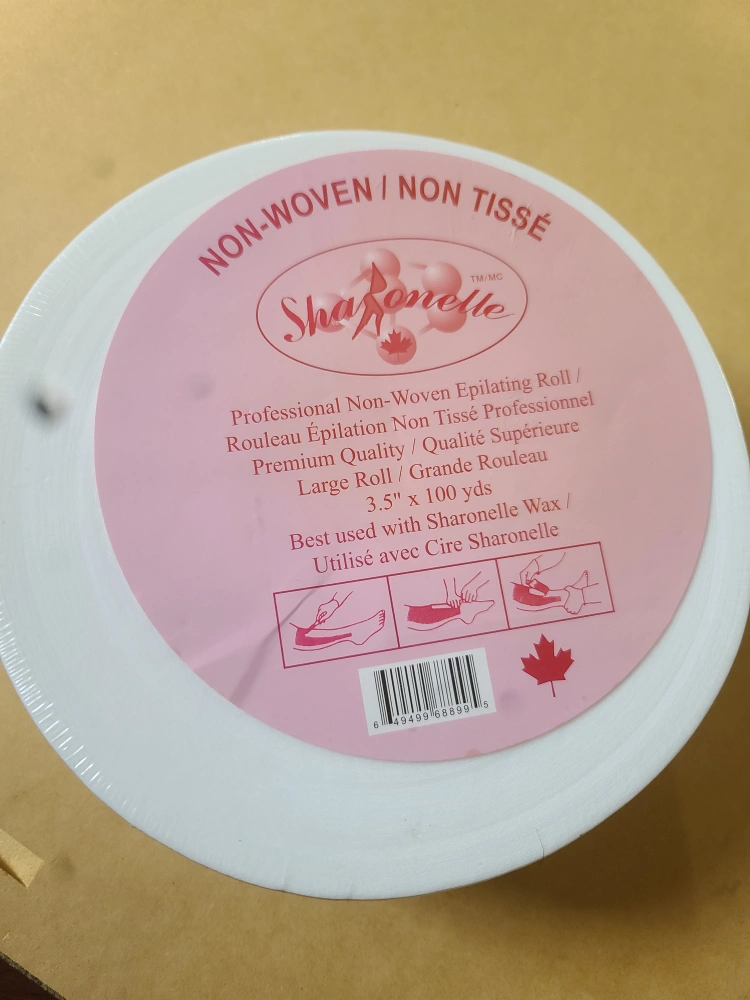 NON-WOVEN / NON TISSÉ
Sharonelle TM/MC
Professional Non-Woven Epilating Roll /
Rouleau Épilation Non Tissé Professionnel
Premium Quality / Qualité Supérieure
Large Roll / Grande Rouleau
3.5" x 100 yds
Best used with Sharonelle Wax /
Utilisé avec Cire Sharonelle
6 49499 68899 5